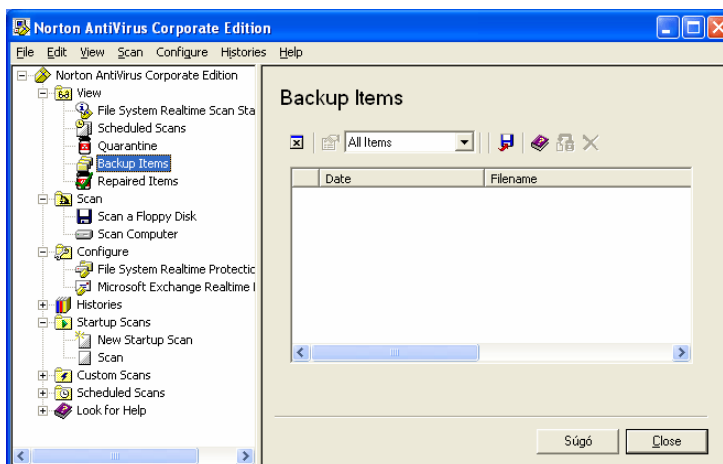 Norton AntiVirus Corporate Edition
File Edit View Scan Configure Histories Help
Norton AntiVirus Corporate Edition
View
File System Realtime Scan Sta
Scheduled Scans
Quarantine
Backup Items
Repaired Items
Scan
Scan a Floppy Disk
Scan Computer
Configure
File System Realtime Protectic
Microsoft Exchange Realtime I
Histories
Startup Scans
New Startup Scan
Scan
Custom Scans
Scheduled Scans
Look for Help
Backup Items
All Items
Date Filename
Súgó Close